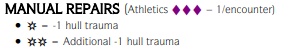 MANUAL REPAIRS (Athletics ♦♦♦ – 1/encounter)
• ✡ – -1 hull trauma
• ✡✡ – Additional -1 hull trauma